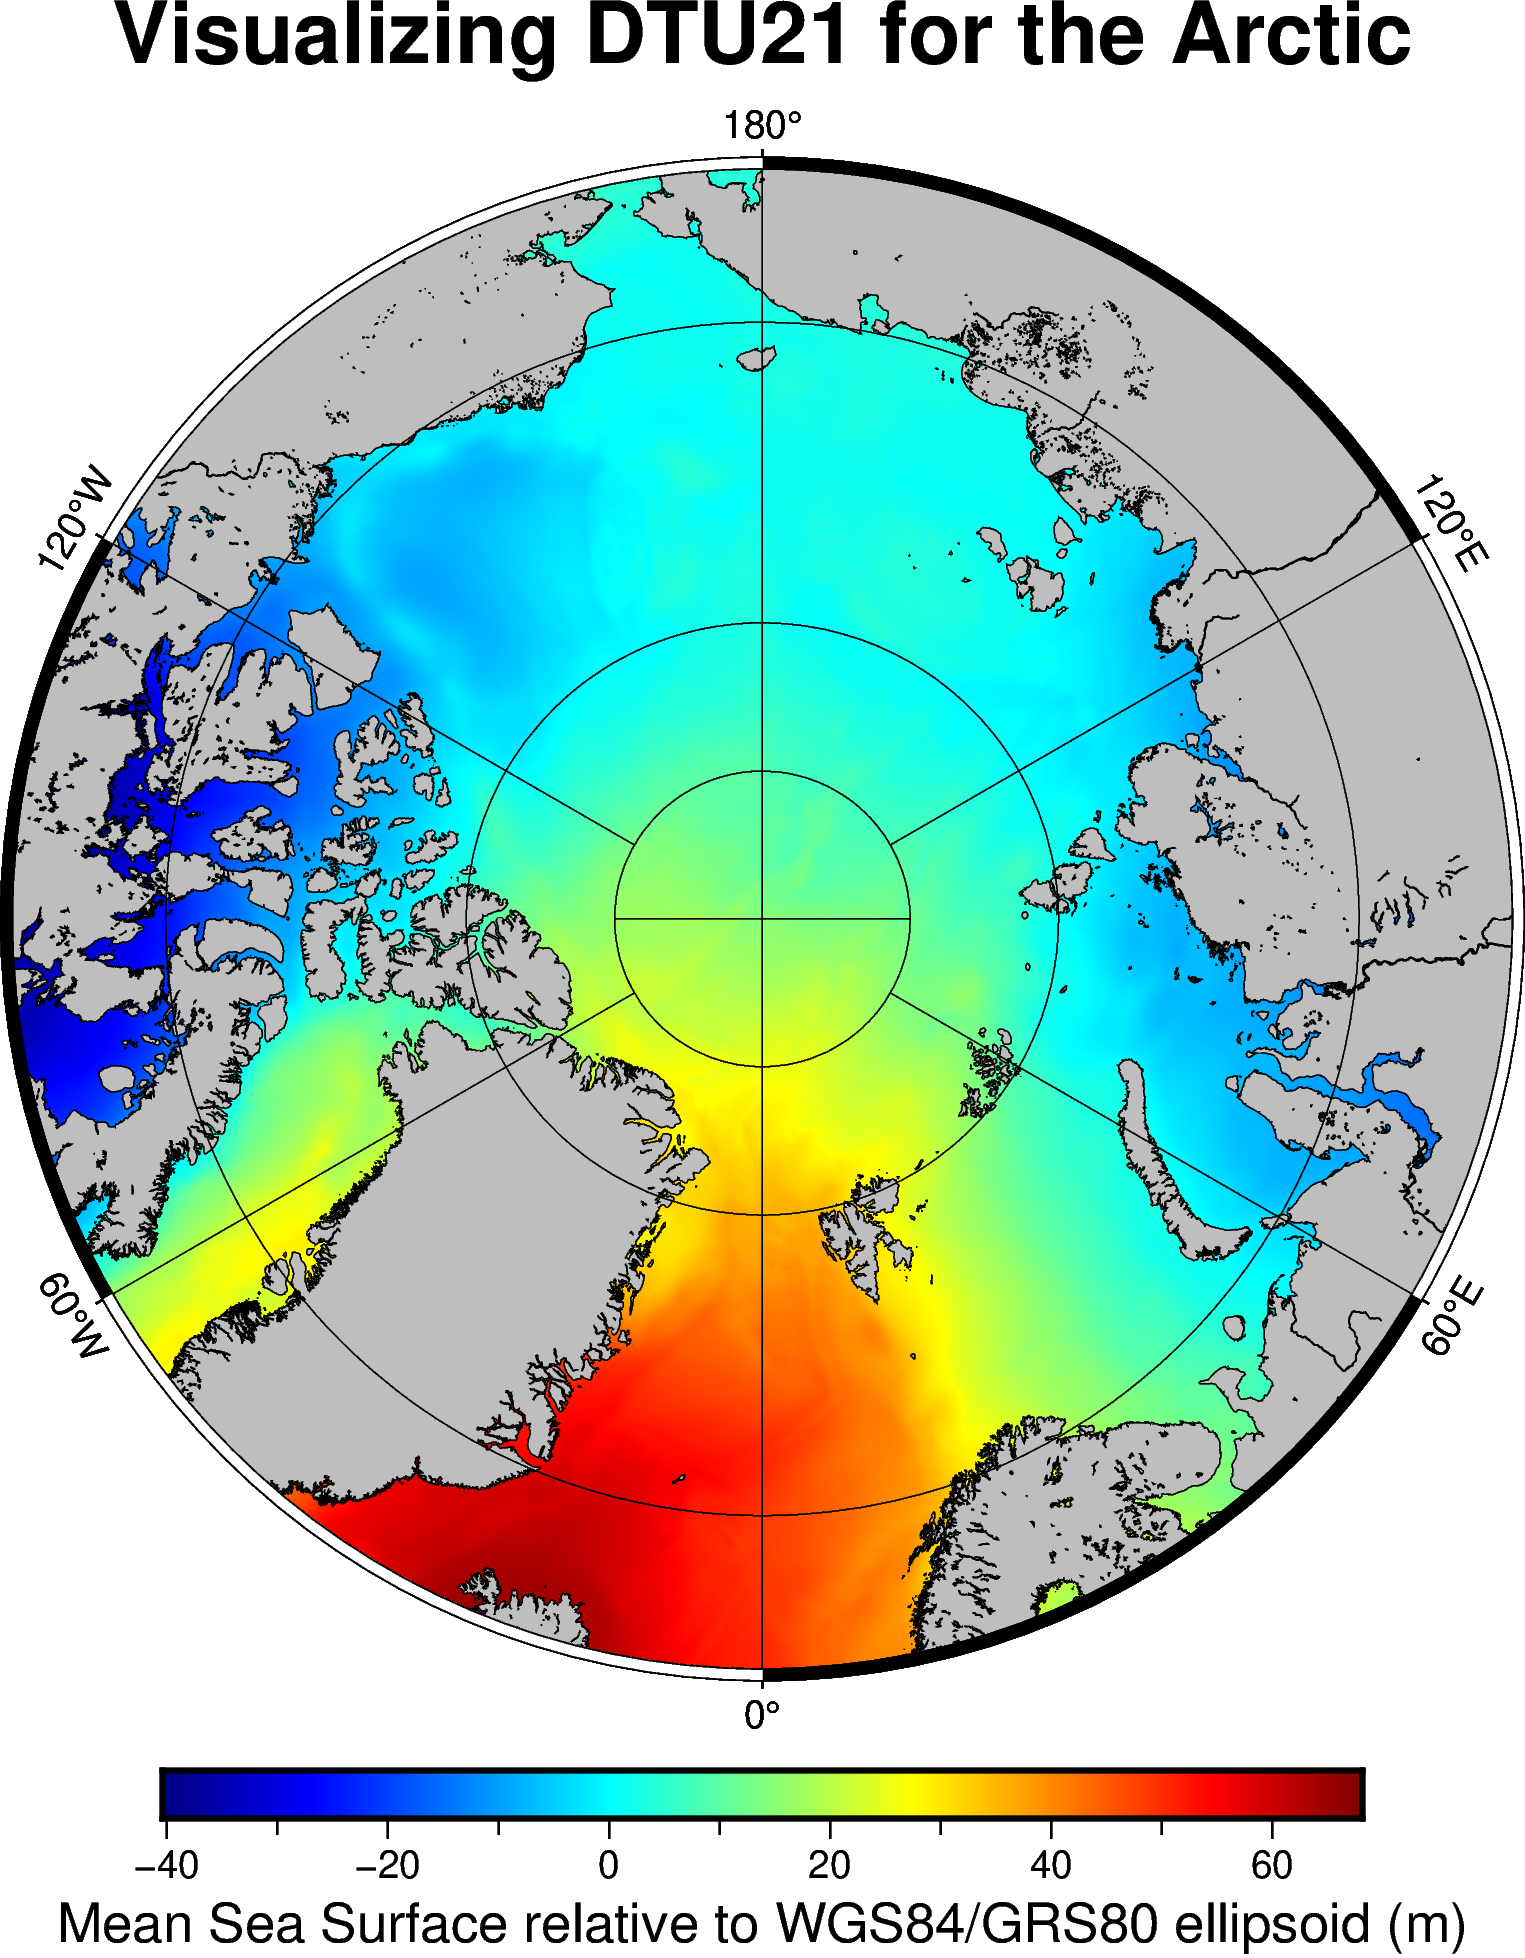 Visualizing DTU21 for the Arctic
180°
120°W
120°E
60°W
60°E
0°
−40 −20 0 20 40 60
Mean Sea Surface relative to WGS84/GRS80 ellipsoid (m)